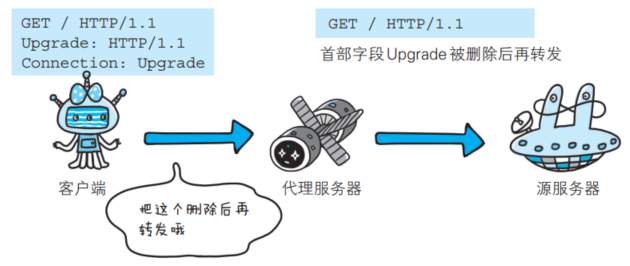 GET / HTTP/1.1
Upgrade: HTTP/1.1
Connection: Upgrade
GET / HTTP/1.1
首部字段 Upgrade 被删除后再转发
客户端
代理服务器
源服务器
把这个删除后再
转发哦